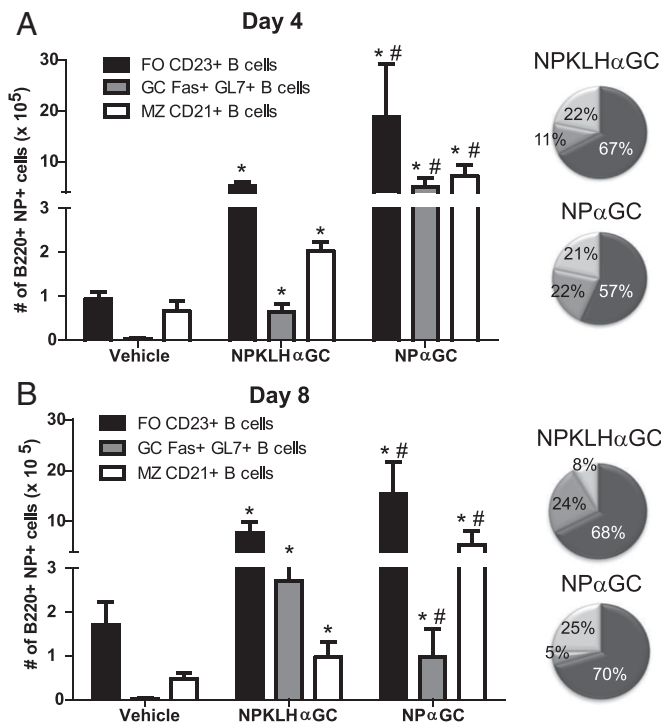 A
Day 4
# of B220+ NP+ cells (x 10⁵)
30
20
10
3
2
1
0
FO CD23+ B cells
GC Fas+ GL7+ B cells
MZ CD21+ B cells
*
*
*
* #
* #
* #
Vehicle
NPKLHαGC
NPαGC
NPKLHαGC
22%
11%
67%
NPαGC
21%
22%
57%
B
Day 8
# of B220+ NP+ cells (x 10 ⁵)
30
20
10
3
2
1
0
FO CD23+ B cells
GC Fas+ GL7+ B cells
MZ CD21+ B cells
*
*
*
* #
* #
* #
Vehicle
NPKLHαGC
NPαGC
NPKLHαGC
8%
24%
68%
NPαGC
25%
5%
70%